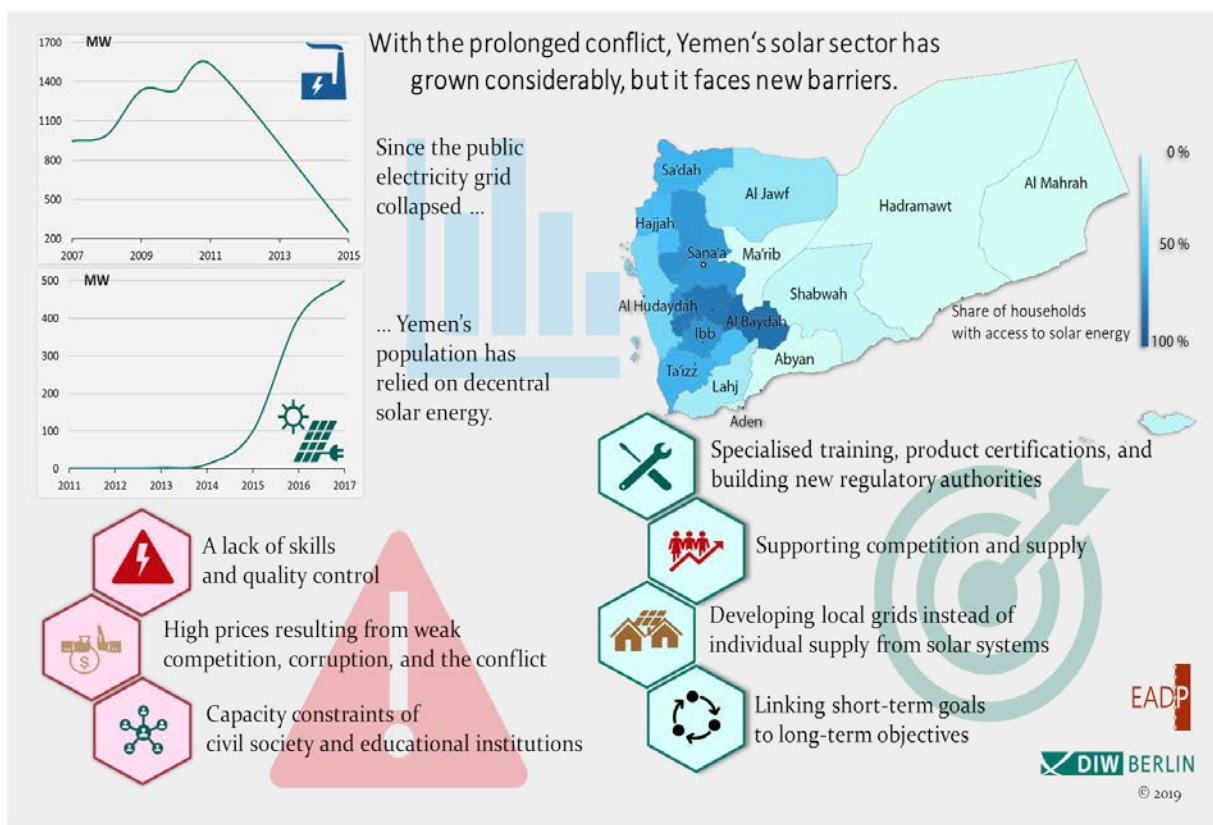 With the prolonged conflict, Yemen‘s solar sector has
grown considerably, but it faces new barriers.
MW
1700
1400
1100
800
500
200
2007
2009
2011
2013
2015
Since the public
electricity grid
collapsed ...
MW
500
400
300
200
100
0
2011
2012
2013
2014
2015
2016
2017
... Yemen’s
population has
relied on decentral
solar energy.
Sa'dah
Al Jawf
Hadramawt
Al Mahrah
Hajjah
Sana'a
Ma'rib
Shabwah
Al Hudaydah
Al Baydah
Ibb
Abyan
Ta'izz
Lahj
Aden
0 %
50 %
100 %
Share of households
with access to solar energy
A lack of skills
and quality control
High prices resulting from weak
competition, corruption, and the conflict
Capacity constraints of
civil society and educational institutions
Specialised training, product certifications, and
building new regulatory authorities
Supporting competition and supply
Developing local grids instead of
individual supply from solar systems
Linking short-term goals
to long-term objectives
$
EADP
DIW BERLIN
© 2019